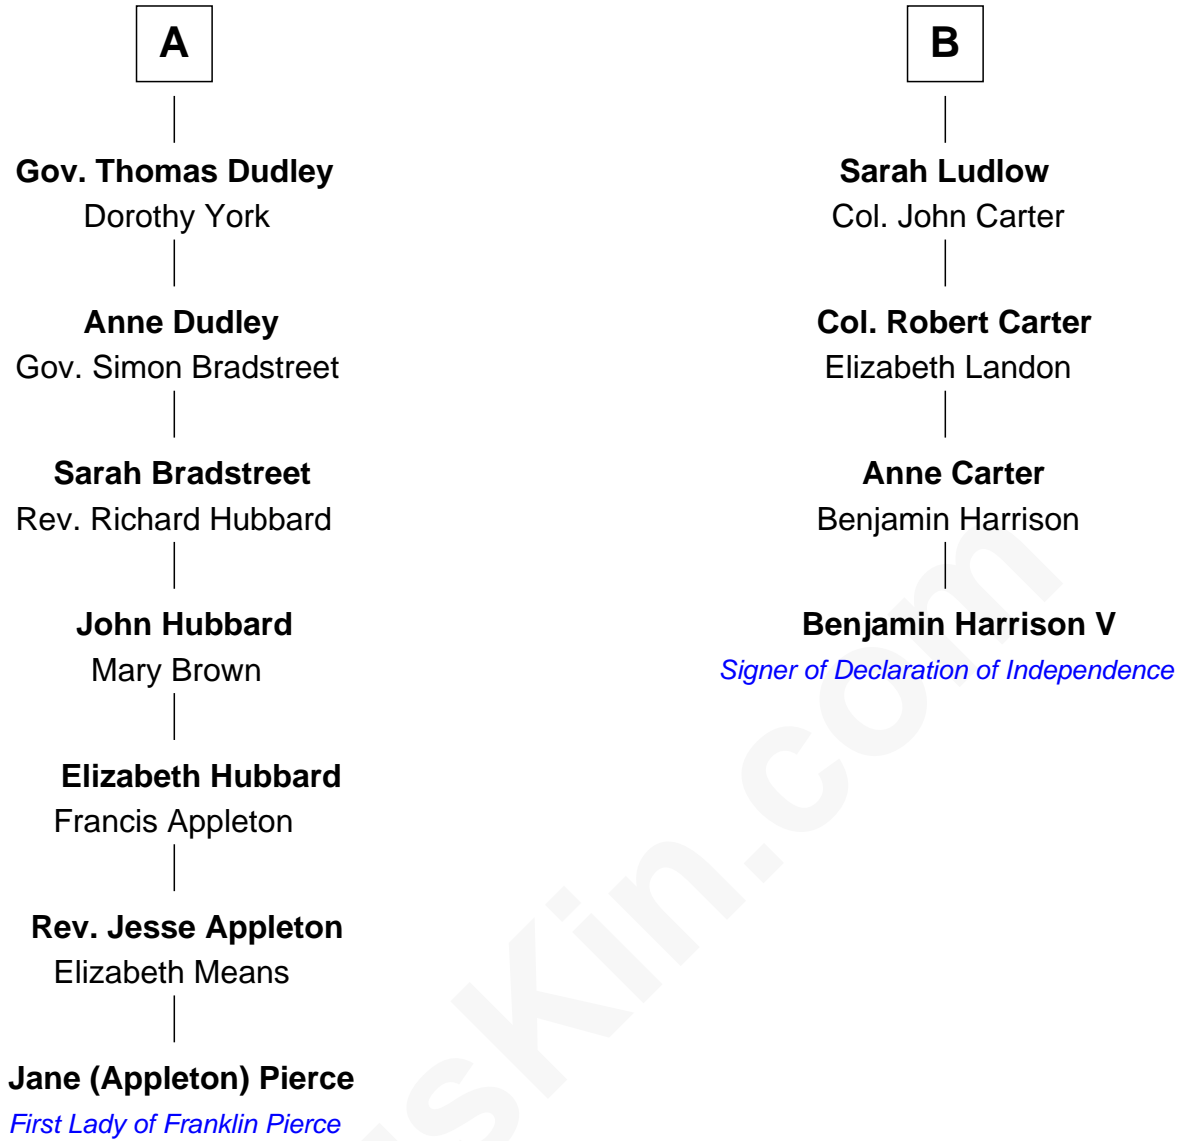 A
Gov. Thomas Dudley
Dorothy York
Anne Dudley
Gov. Simon Bradstreet
Sarah Bradstreet
Rev. Richard Hubbard
John Hubbard
Mary Brown
Elizabeth Hubbard
Francis Appleton
Rev. Jesse Appleton
Elizabeth Means
Jane (Appleton) Pierce
First Lady of Franklin Pierce
B
Sarah Ludlow
Col. John Carter
Col. Robert Carter
Elizabeth Landon
Anne Carter
Benjamin Harrison
Benjamin Harrison V
Signer of Declaration of Independence
usKin.com